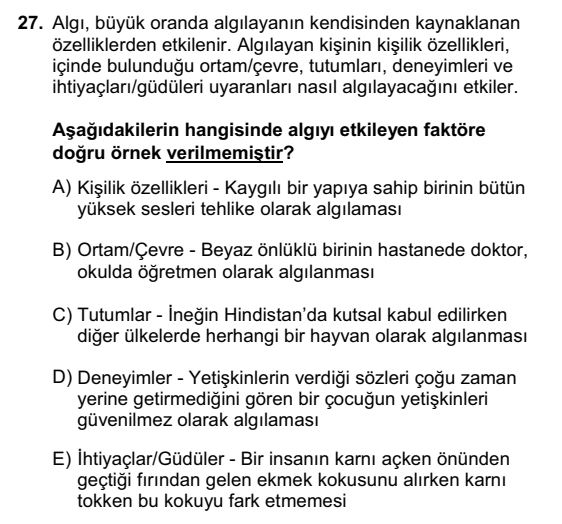 27. Algı, büyük oranda algılayanın kendisinden kaynaklanan
özelliklerden etkilenir. Algılayan kişinin kişilik özellikleri,
içinde bulunduğu ortam/çevre, tutumları, deneyimleri ve
ihtiyaçları/güdüleri uyaranları nasıl algılayacağını etkiler.
Aşağıdakilerin hangisinde algıyı etkileyen faktöre
doğru örnek verilmemiştir?
A) Kişilik özellikleri - Kaygılı bir yapıya sahip birinin bütün
yüksek sesleri tehlike olarak algılaması
B) Ortam/Çevre - Beyaz önlüklü birinin hastanede doktor,
okulda öğretmen olarak algılanması
C) Tutumlar - İneğin Hindistan’da kutsal kabul edilirken
diğer ülkelerde herhangi bir hayvan olarak algılanması
D) Deneyimler - Yetişkinlerin verdiği sözleri çoğu zaman
yerine getirmediğini gören bir çocuğun yetişkinleri
güvenilmez olarak algılaması
E) İhtiyaçlar/Güdüler - Bir insanın karnı açken önünden
geçtiği fırından gelen ekmek kokusunu alırken karnı
tokken bu kokuyu fark etmemesi